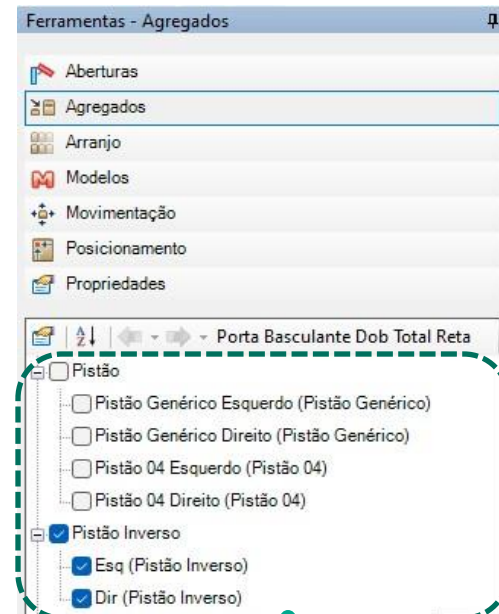 Ferramentas - Agregados
Aberturas
Agregados
Arranjo
Modelos
Movimentação
Posicionamento
Propriedades
Porta Basculante Dob Total Reta
Pistão
Pistão Genérico Esquerdo (Pistão Genérico)
Pistão Genérico Direito (Pistão Genérico)
Pistão 04 Esquerdo (Pistão 04)
Pistão 04 Direito (Pistão 04)
Pistão Inverso
Esq (Pistão Inverso)
Dir (Pistão Inverso)